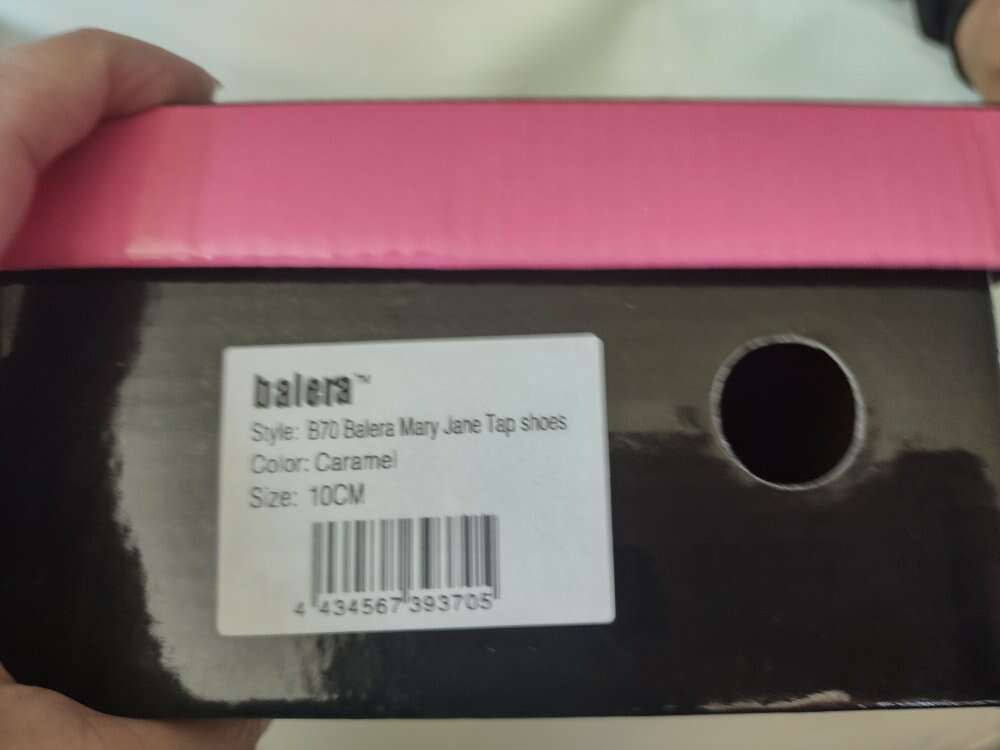 balera™
Style: B70 Balera Mary Jane Tap shoes
Color: Caramel
Size: 10CM
4 434567 393705